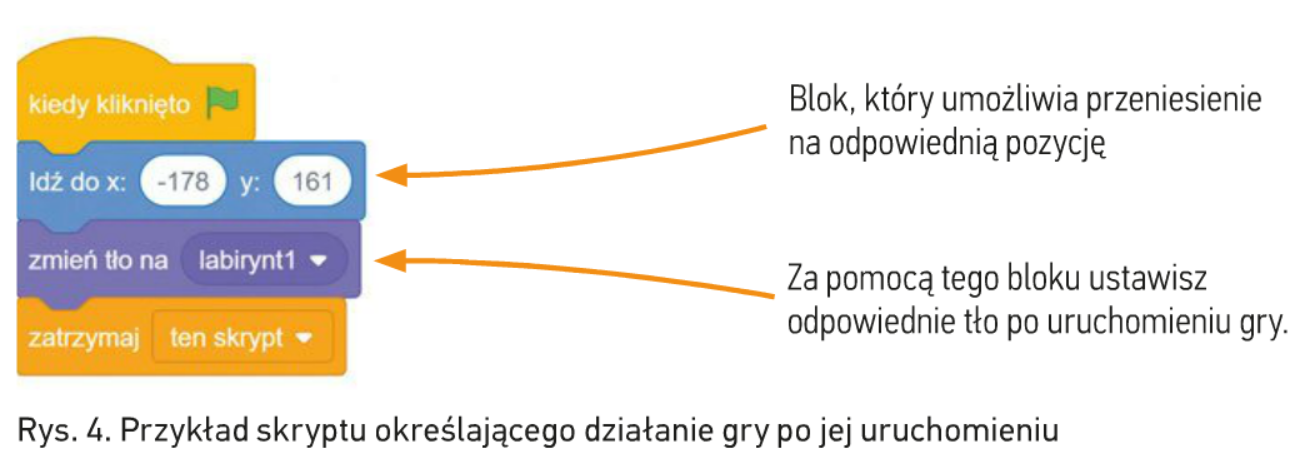 kiedy kliknięto
Idź do x: -178 y: 161
zmień tło na labirynt1
zatrzymaj ten skrypt
Blok, który umożliwia przeniesienie
na odpowiednią pozycję
Za pomocą tego bloku ustawisz
odpowiednie tło po uruchomieniu gry.
Rys. 4. Przykład skryptu określającego działanie gry po jej uruchomieniu